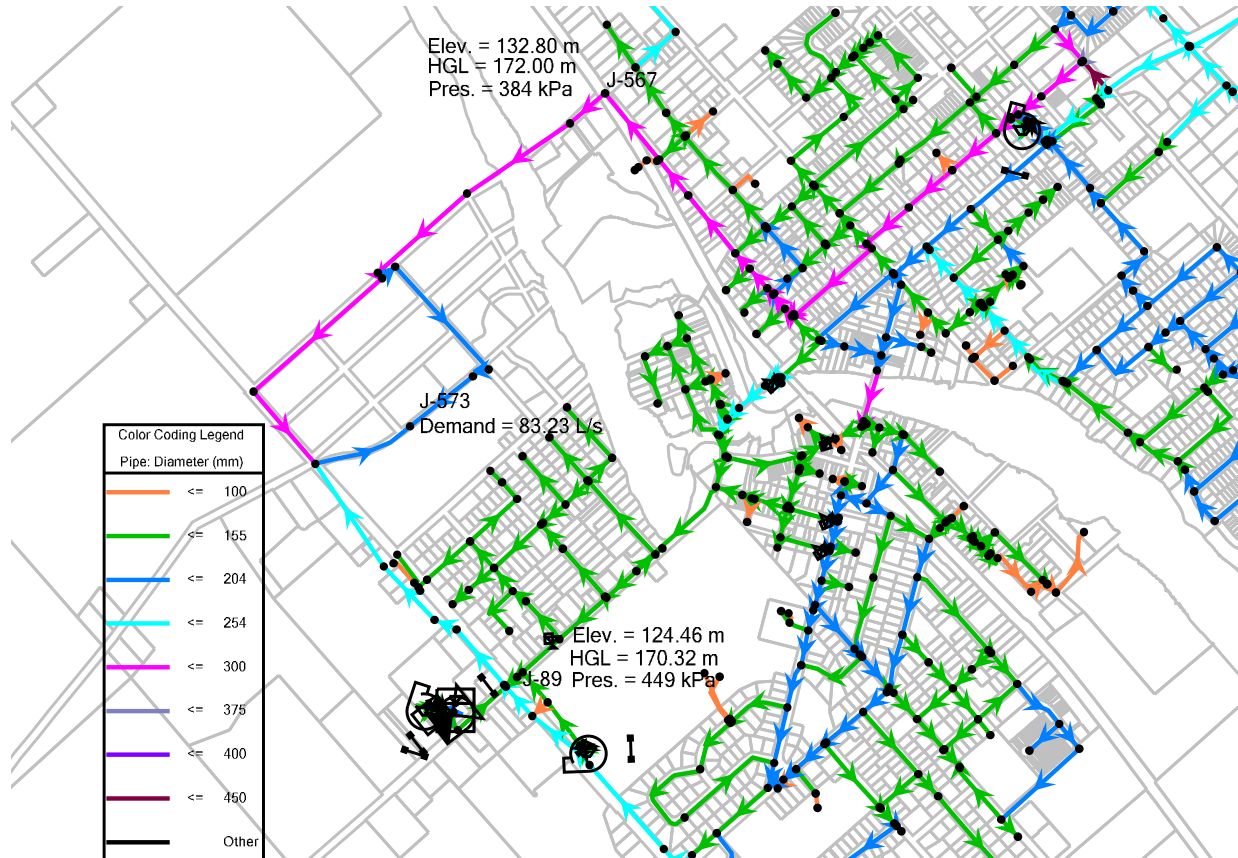 Elev. = 132.80 m
HGL = 172.00 m
Pres. = 384 kPa
J-567
J-573
Demand = 83.23 L/s
Color Coding Legend
Pipe: Diameter (mm)
<= 100
<= 155
<= 204
<= 254
<= 300
<= 375
<= 400
<= 450
Other
Elev. = 124.46 m
HGL = 170.32 m
J-89 Pres. = 449 kPa